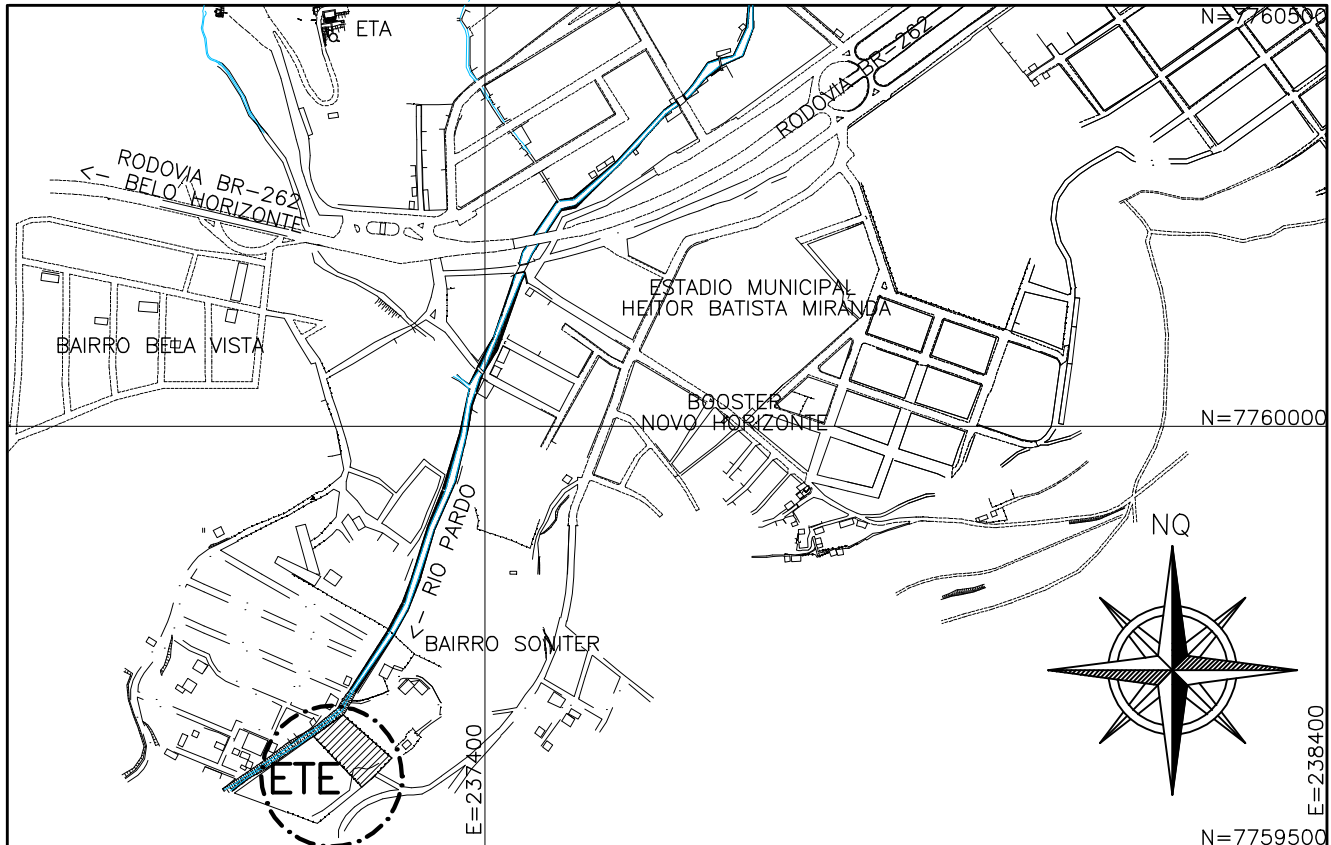 N=7760500
ETA
RODOVIA BR-262
RODOVIA BR-262
<- BELO HORIZONTE
ESTADIO MUNICIPAL
HEITOR BATISTA MIRANDA
BAIRRO BELA VISTA
BOOSTER
NOVO HORIZONTE
N=7760000
<- RIO PARDO
NQ
BAIRRO SONITER
E=237400
E=238400
ETE
N=7759500